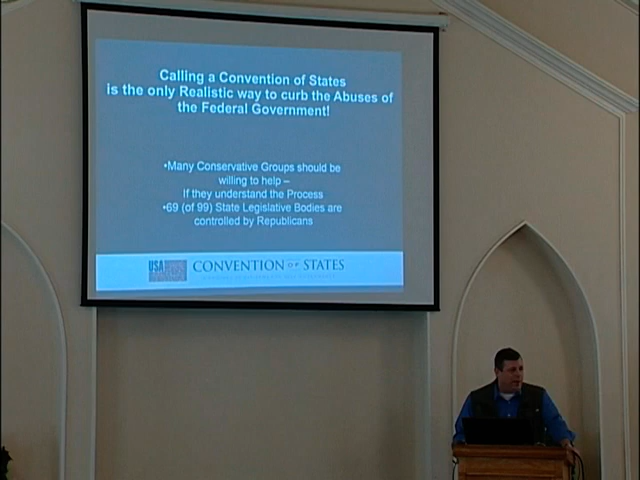 Calling a Convention of States
is the only Realistic way to curb the Abuses of
the Federal Government!
•Many Conservative Groups should be
willing to help –
If they understand the Process
•69 (of 99) State Legislative Bodies are
controlled by Republicans
USA CONVENTION OF STATES